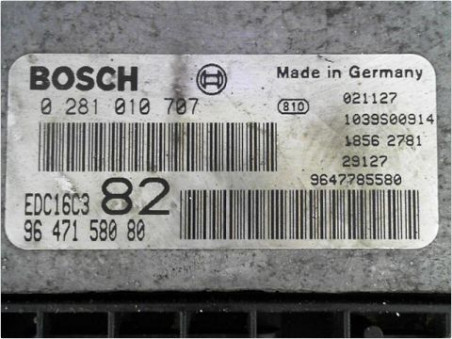 BOSCH
Made in Germany
0 281 010 707
810
021127
1039S00914
18562 2781
29127
9647785580
EDC16C3 82
96 471 580 80